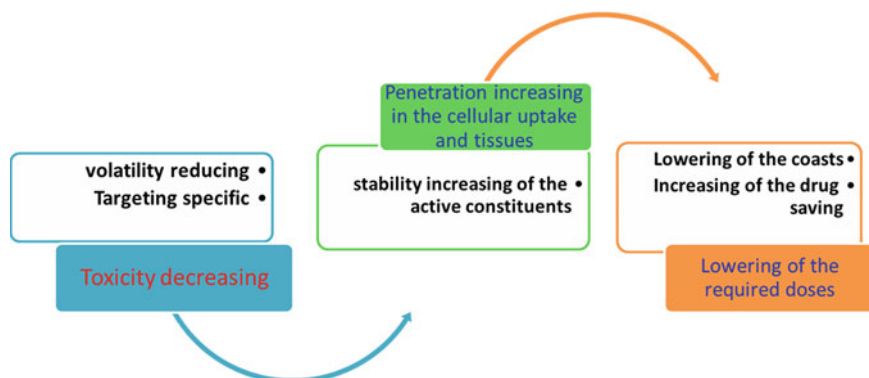 volatility reducing •
Targeting specific •
Toxicity decreasing
Penetration increasing
in the cellular uptake
and tissues
stability increasing of the •
active constituents
Lowering of the coasts •
Increasing of the drug •
saving
Lowering of the
required doses